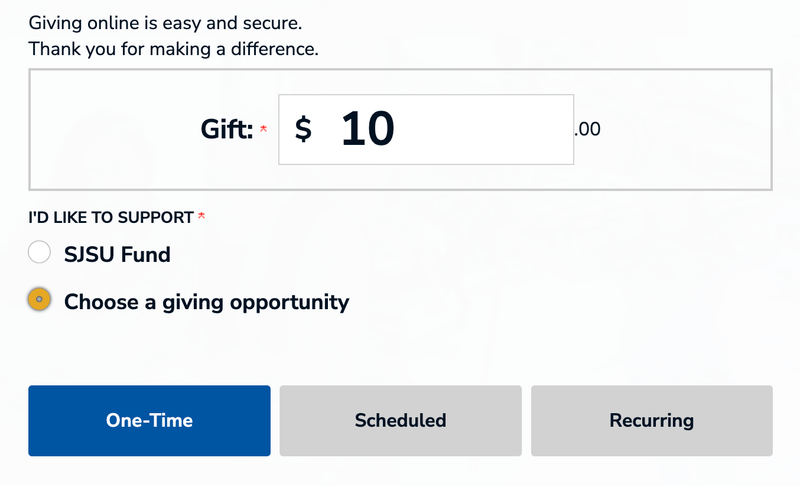 Giving online is easy and secure.
Thank you for making a difference.
Gift: * $ 10 .00
I'D LIKE TO SUPPORT *
SJSU Fund
Choose a giving opportunity
One-Time Scheduled Recurring